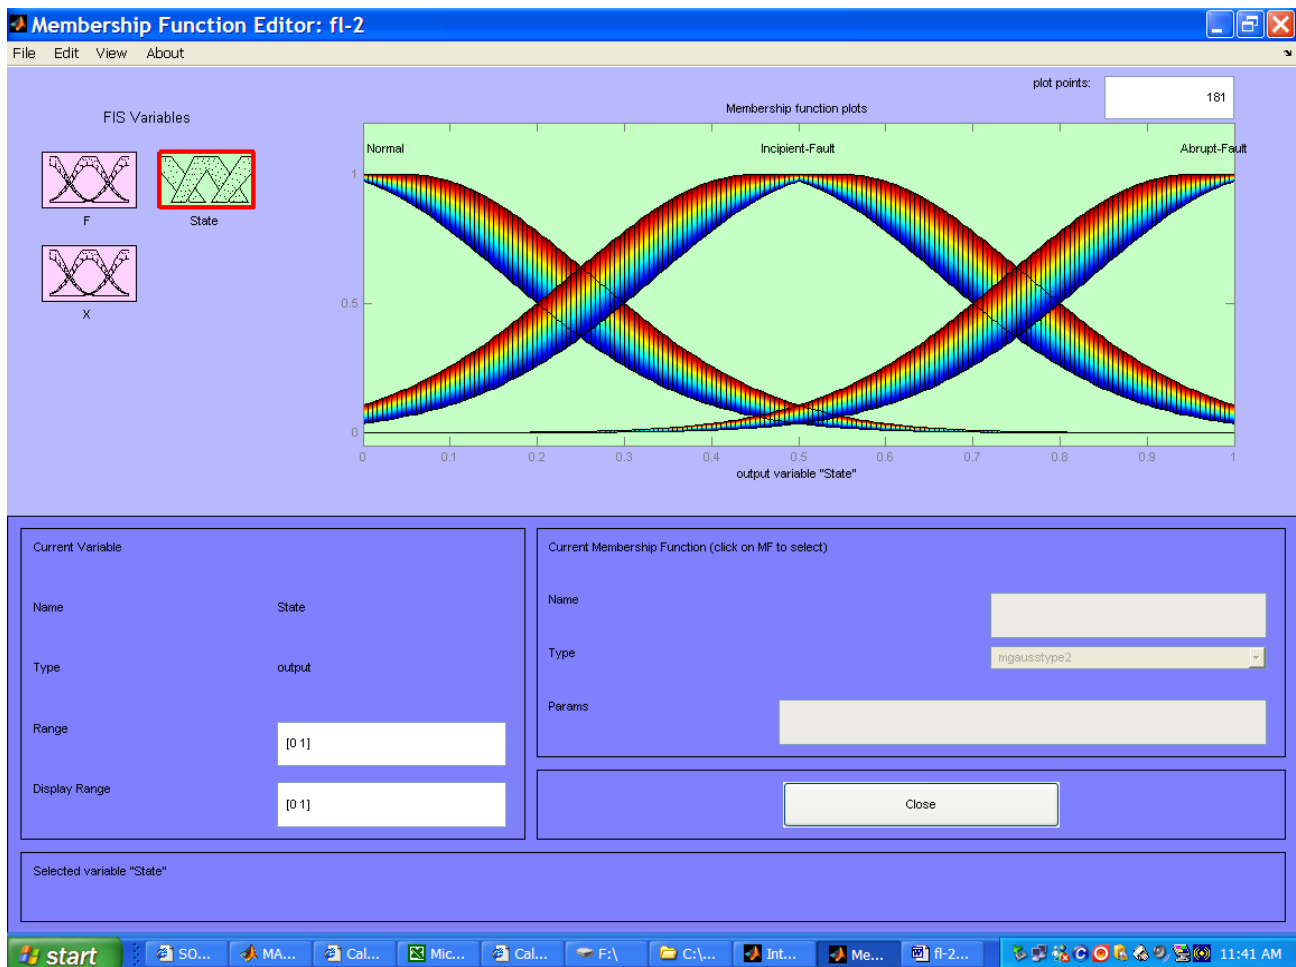 Membership Function Editor: fl-2
File Edit View About
plot points:
181
FIS Variables
Membership function plots
F
State
X
Normal
Incipient-Fault
Abrupt-Fault
1
0.5
0
0 0.1 0.2 0.3 0.4 0.5 0.6 0.7 0.8 0.9 1
output variable "State"
Current Variable
Name State
Type output
Range [0 1]
Display Range [0 1]
Current Membership Function (click on MF to select)
Name
Type mgausstype2
Params
Close
Selected variable "State"
start SO... MA... Cal... Mic... Cal... F:\ C:\... Int... Me... fl-2... 11:41 AM